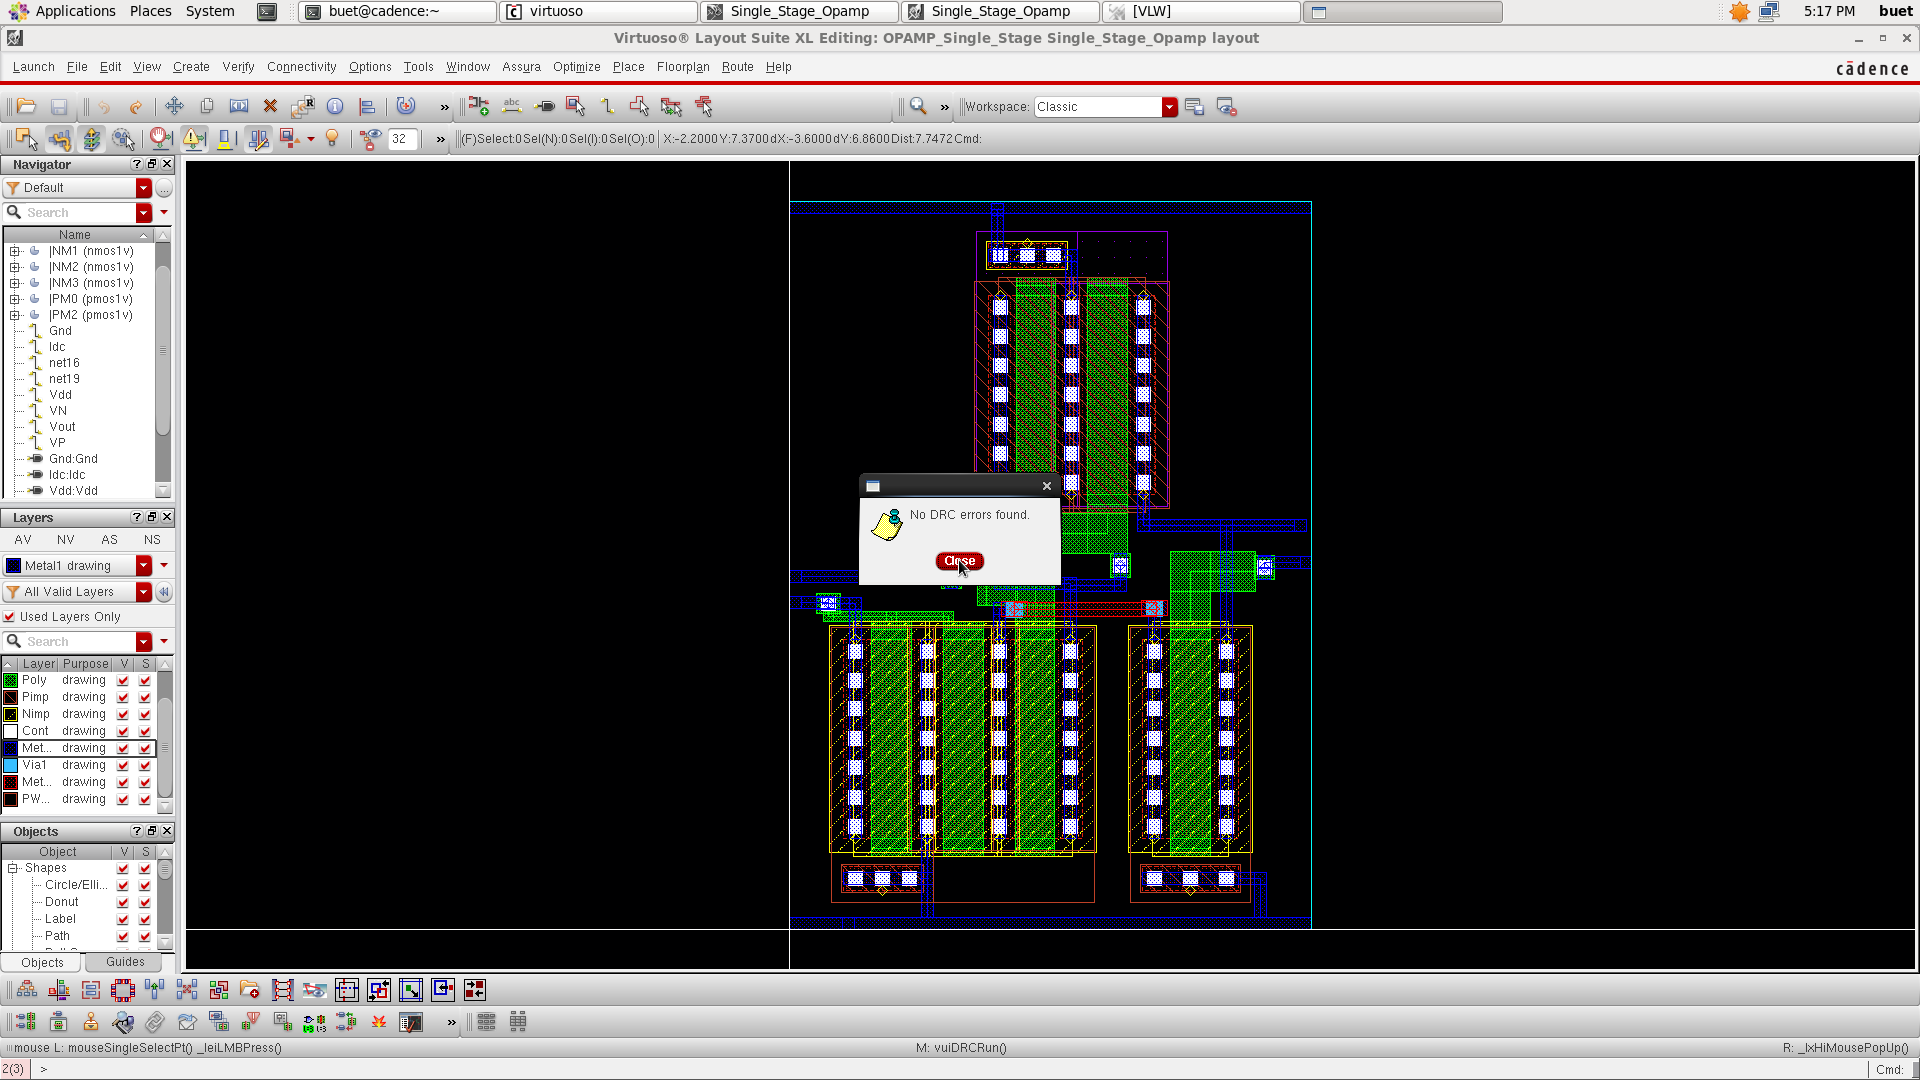 Applications Places System buet@cadence:~ virtuoso Single_Stage_Opamp Single_Stage_Opamp [VLW] 5:17 PM buet
Virtuoso® Layout Suite XL Editing: OPAMP_Single_Stage Single_Stage_Opamp layout
Launch File Edit View Create Verify Connectivity Options Tools Window Assura Optimize Place Floorplan Route Help cādence
abc » » Workspace: Classic
32 » (F)Select:0 Sel(N):0 Sel(I):0 Sel(O):0 X:-2.2000 Y:7.3700 dX:-3.6000 dY:6.8600 Dist:7.7472 Cmd:
Navigator
Default
Search
Name
|NM1 (nmos1v)
|NM2 (nmos1v)
|NM3 (nmos1v)
|PM0 (pmos1v)
|PM2 (pmos1v)
Gnd
Idc
net16
net19
Vdd
VN
Vout
VP
Gnd:Gnd
Idc:Idc
Vdd:Vdd
No DRC errors found.
Close
Layers
AV NV AS NS
Metal1 drawing
All Valid Layers
Used Layers Only
Search
Layer Purpose V S
Poly drawing
Pimp drawing
Nimp drawing
Cont drawing
Met... drawing
Via1 drawing
Met... drawing
PW... drawing
Objects
Object V S
Shapes
Circle/Elli...
Donut
Label
Path
Objects Guides
mouse L: mouseSingleSelectPt() _leiLMBPress() M: vuiDRCRun() R: _lxHiMousePopUp()
2(3) > Cmd: